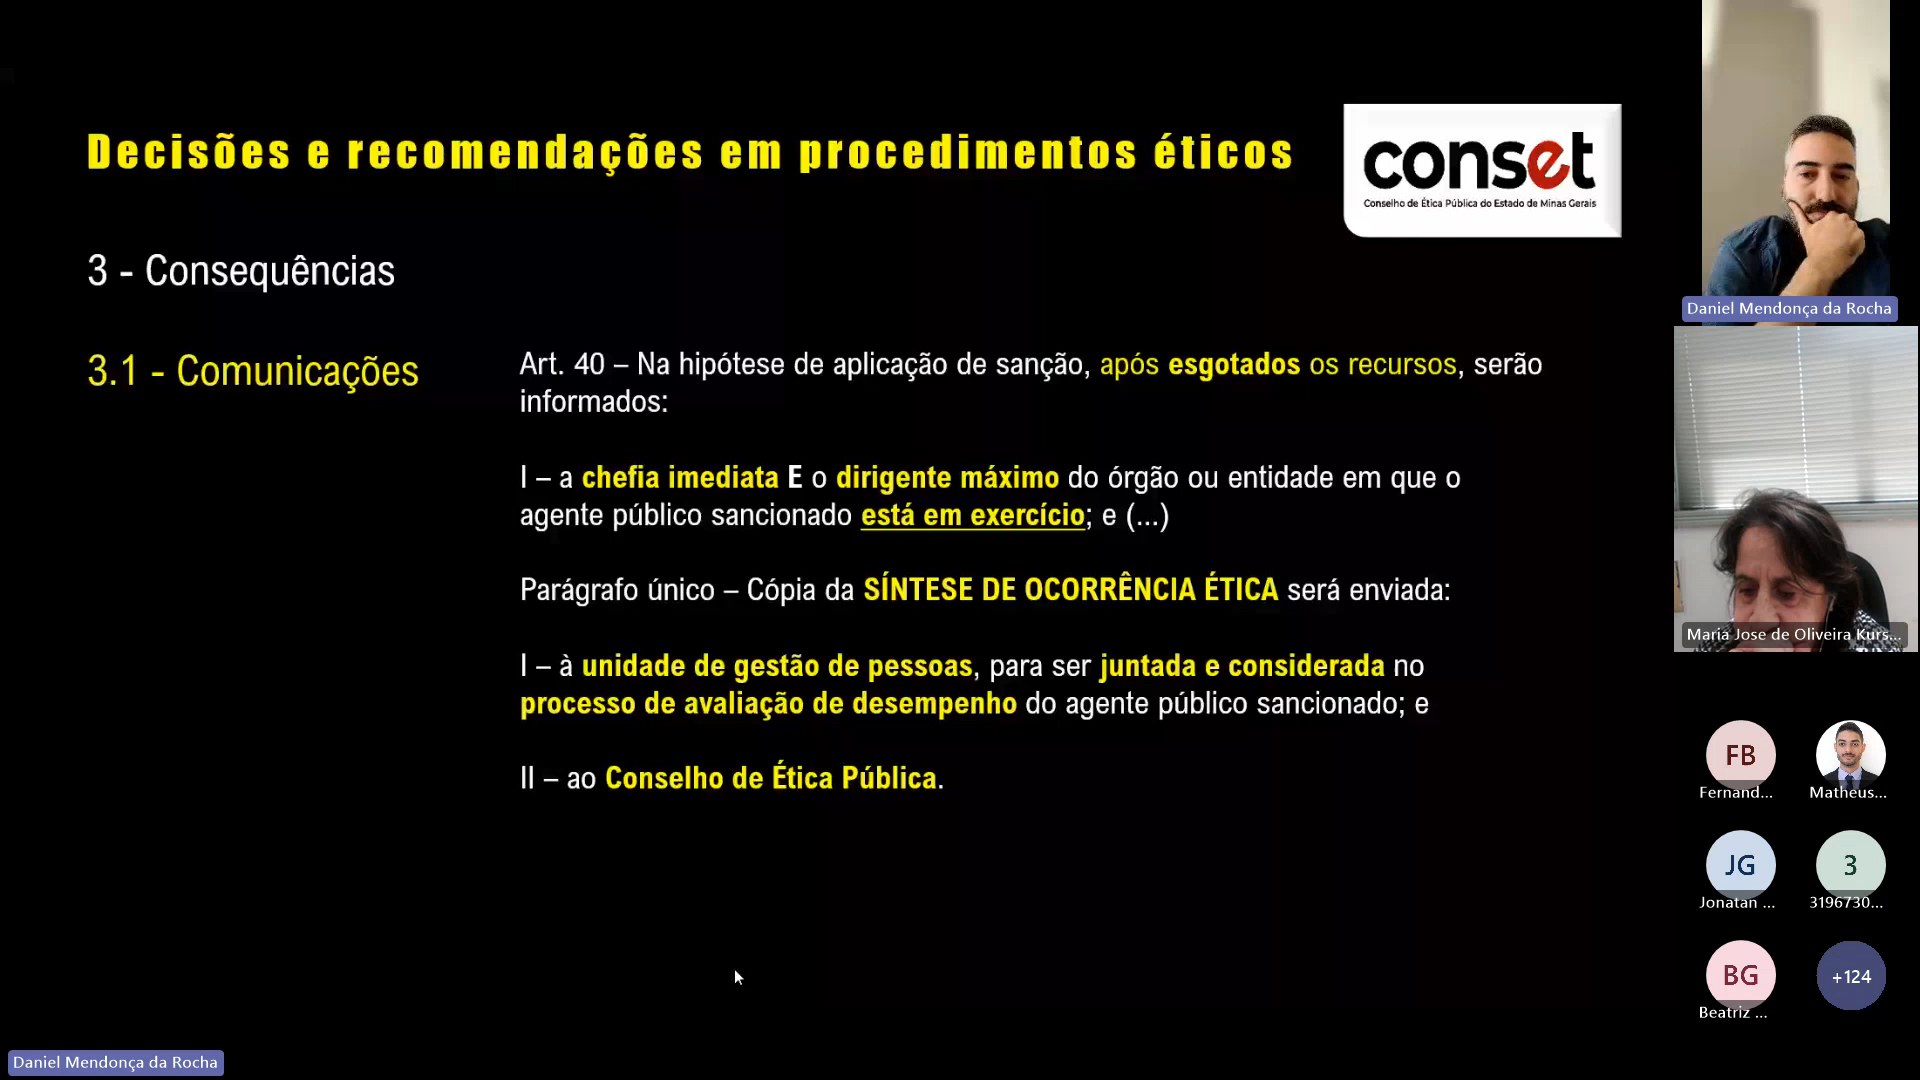 Decisões e recomendações em procedimentos éticos
conset
Conselho de Ética Pública do Estado de Minas Gerais
3 - Consequências
3.1 - Comunicações
Art. 40 – Na hipótese de aplicação de sanção, após esgotados os recursos, serão
informados:
I – a chefia imediata E o dirigente máximo do órgão ou entidade em que o
agente público sancionado está em exercício; e (...)
Parágrafo único – Cópia da SÍNTESE DE OCORRÊNCIA ÉTICA será enviada:
I – à unidade de gestão de pessoas, para ser juntada e considerada no
processo de avaliação de desempenho do agente público sancionado; e
II – ao Conselho de Ética Pública.
Daniel Mendonça da Rocha
Maria Jose de Oliveira Kurs...
FB
Fernand...
Matheus...
JG
Jonatan ...
3
3196730...
BG
Beatriz ...
+124
Daniel Mendonça da Rocha